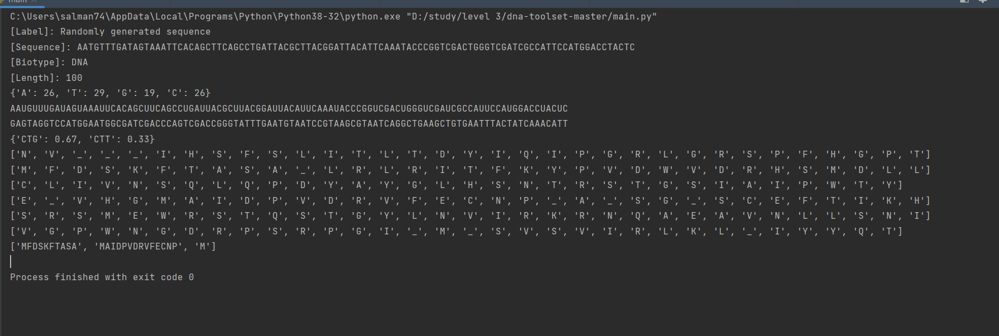 main
C:\Users\salman74\AppData\Local\Programs\Python\Python38-32\python.exe "D:/study/level 3/dna-toolset-master/main.py"
[Label]: Randomly generated sequence
[Sequence]: AATGTTTGATAGTAAATTCACAGCTTCAGCCTGATTACGCTTACGGATTACATTCAAATACCCGGTCGACTGGGTCGATCGCCATTCCATGGACCTACTC
[Biotype]: DNA
[Length]: 100
{'A': 26, 'T': 29, 'G': 19, 'C': 26}
AAUGUUUGAUAGUAAAUUCACAGCUUCAGCCUGAUUACGCUUACGGAUUACAUUCAAAUACCCGGUCGACUGGGUCGAUCGCCAUUCCAUGGACCUACUC
GAGTAGGTCCATGGAATGGCGATCGACCCAGTCGACCGGGTATTTGAATGTAATCCGTAAGCGTAATCAGGCTGAAGCTGTGAATTTACTATCAAACATT
{'CTG': 0.67, 'CTT': 0.33}
['N', 'V', '_', '_', '_', 'I', 'H', 'S', 'F', 'S', 'L', 'I', 'T', 'L', 'T', 'D', 'Y', 'I', 'Q', 'I', 'P', 'G', 'R', 'L', 'G', 'R', 'S', 'P', 'F', 'H', 'G', 'P', 'T']
['M', 'F', 'D', 'S', 'K', 'F', 'T', 'A', 'S', 'A', '_', 'L', 'R', 'L', 'R', 'I', 'T', 'F', 'K', 'Y', 'P', 'V', 'D', 'W', 'V', 'D', 'R', 'H', 'S', 'M', 'D', 'L', 'L']
['C', 'L', 'I', 'V', 'N', 'S', 'Q', 'L', 'Q', 'P', 'D', 'Y', 'A', 'Y', 'G', 'L', 'H', 'S', 'N', 'T', 'R', 'S', 'T', 'G', 'S', 'I', 'A', 'I', 'P', 'W', 'T', 'Y']
['E', '_', 'V', 'H', 'G', 'M', 'A', 'I', 'D', 'P', 'V', 'D', 'R', 'V', 'F', 'E', 'C', 'N', 'P', '_', 'A', '_', 'S', 'G', '_', 'S', 'C', 'E', 'F', 'T', 'I', 'K', 'H']
['S', 'R', 'S', 'M', 'E', 'W', 'R', 'S', 'T', 'Q', 'S', 'T', 'G', 'Y', 'L', 'N', 'V', 'I', 'R', 'K', 'R', 'N', 'Q', 'A', 'E', 'A', 'V', 'N', 'L', 'L', 'S', 'N', 'I']
['V', 'G', 'P', 'W', 'N', 'G', 'D', 'R', 'P', 'S', 'R', 'P', 'G', 'I', '_', 'M', '_', 'S', 'V', 'S', 'V', 'I', 'R', 'L', 'K', 'L', '_', 'I', 'Y', 'Y', 'Q', 'T']
['MFDSKFTASA', 'MAIDPVDRVFECNP', 'M']
Process finished with exit code 0